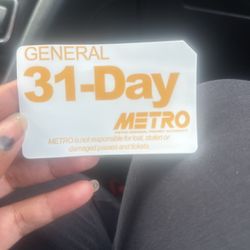 GENERAL
31-Day
METRO
METRO is not responsible for lost, stolen or
damaged passes and tickets.